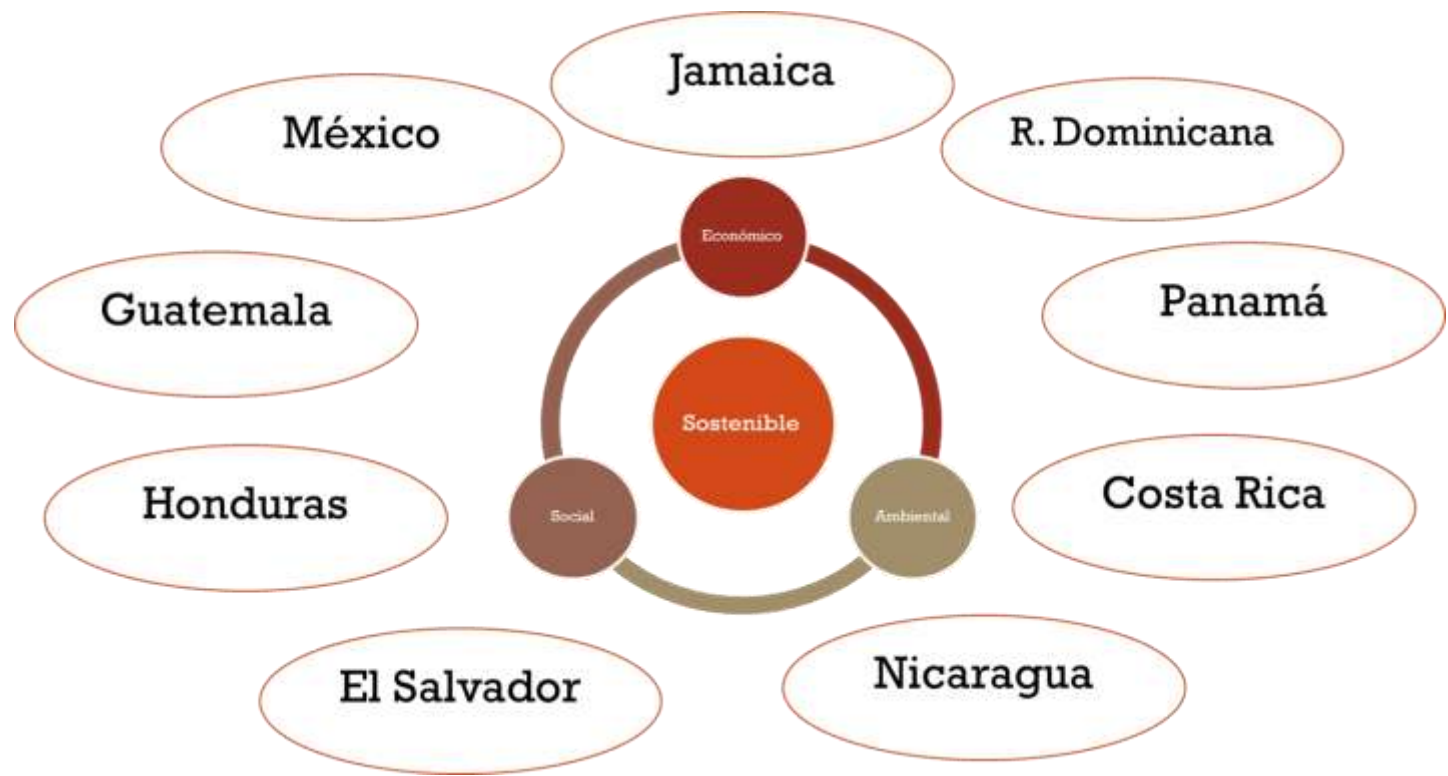 Jamaica
México
R. Dominicana
Económico
Guatemala
Panamá
Sostenible
Honduras
Costa Rica
Social
Ambiental
El Salvador
Nicaragua